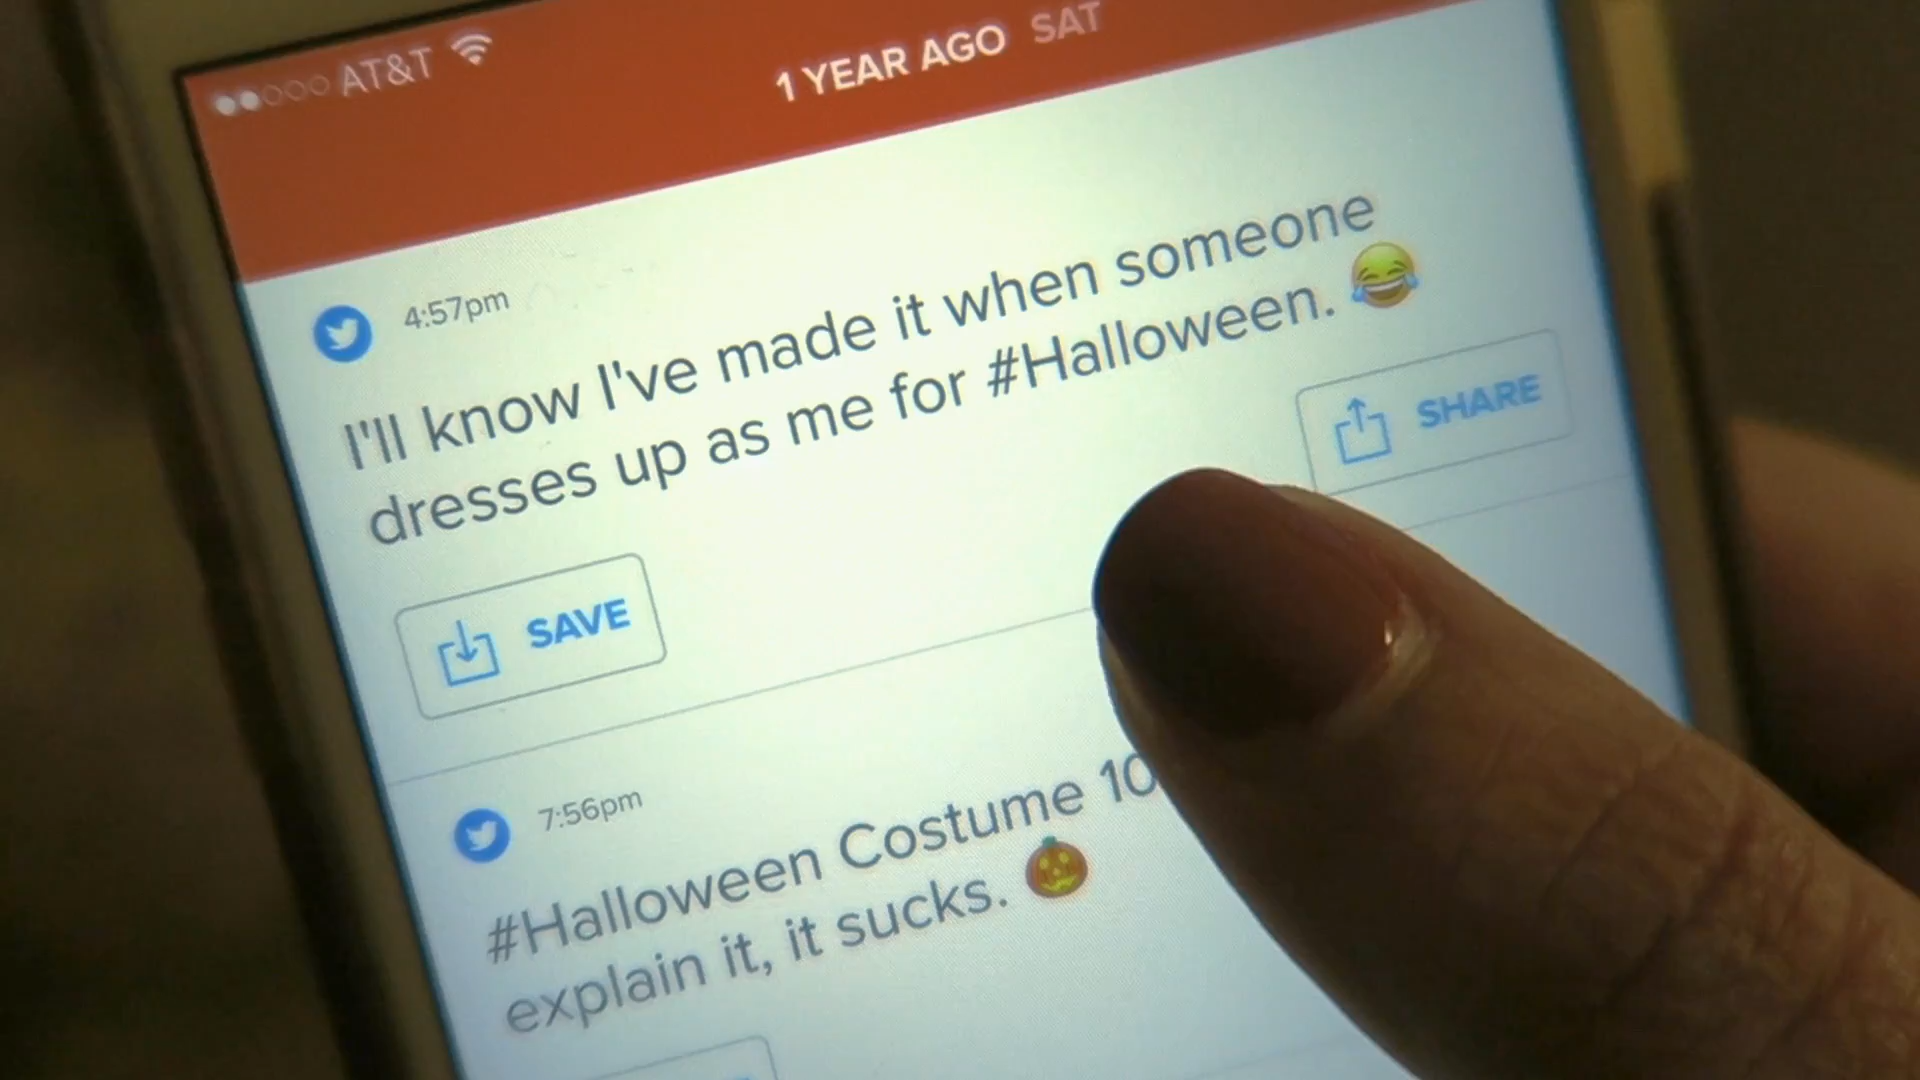 AT&T
1 YEAR AGO SAT
4:57pm
I'll know I've made it when someone
dresses up as me for #Halloween. 😂
SHARE
SAVE
7:56pm
#Halloween Costume 10
explain it, it sucks. 🎃